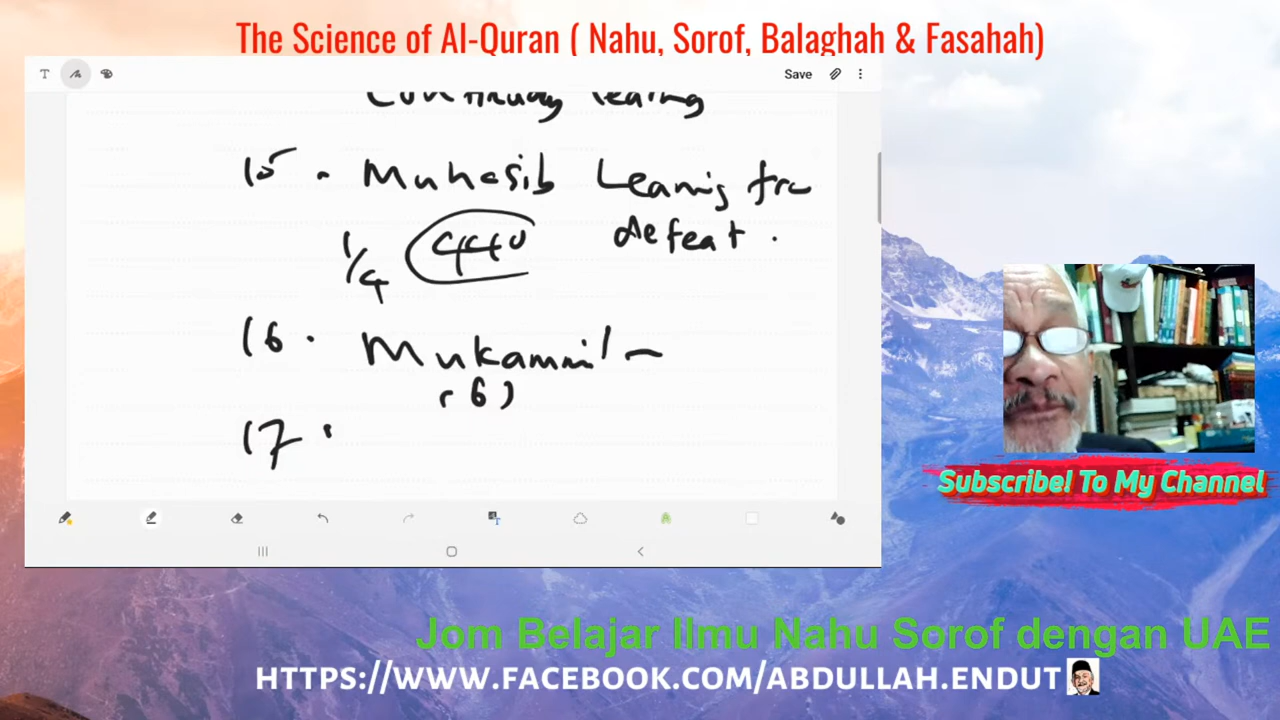 The Science of Al-Quran ( Nahu, Sorof, Balaghah & Fasahah)
T Save
15 . Muhasib Learnig fro
defeat .
1/4 440
16 . Mukammil –
(6)
17 .
Subscribe! To My Channel
Jom Belajar Ilmu Nahu Sorof dengan UAE
HTTPS://WWW.FACEBOOK.COM/ABDULLAH.ENDUT